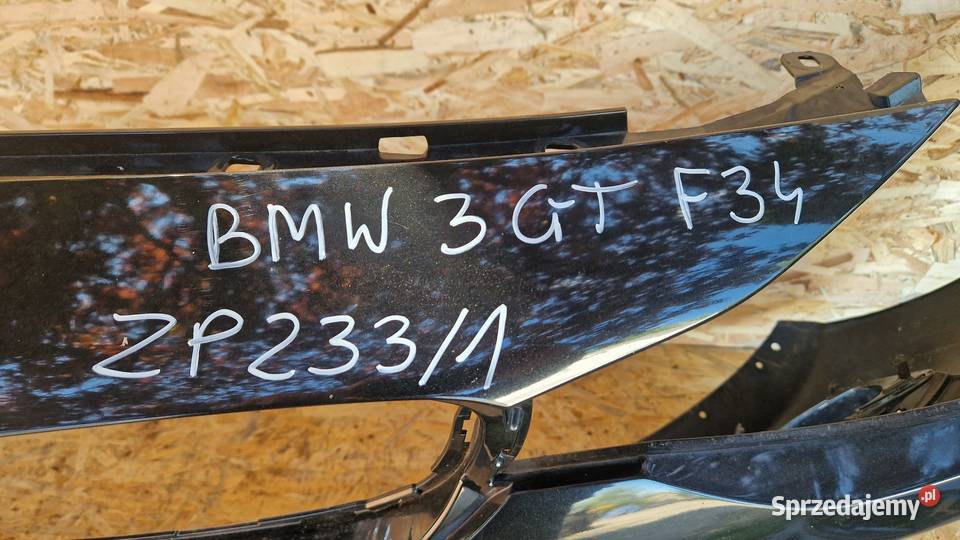 BMW 3 GT F34
ZP233/1
Sprzedajemy.pl